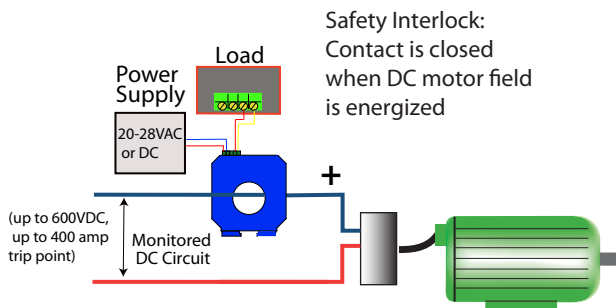 Safety Interlock:
Contact is closed
when DC motor field
is energized
Load
Power
Supply
20-28VAC
or DC
+
(up to 600VDC,
up to 400 amp
trip point)
Monitored
DC Circuit